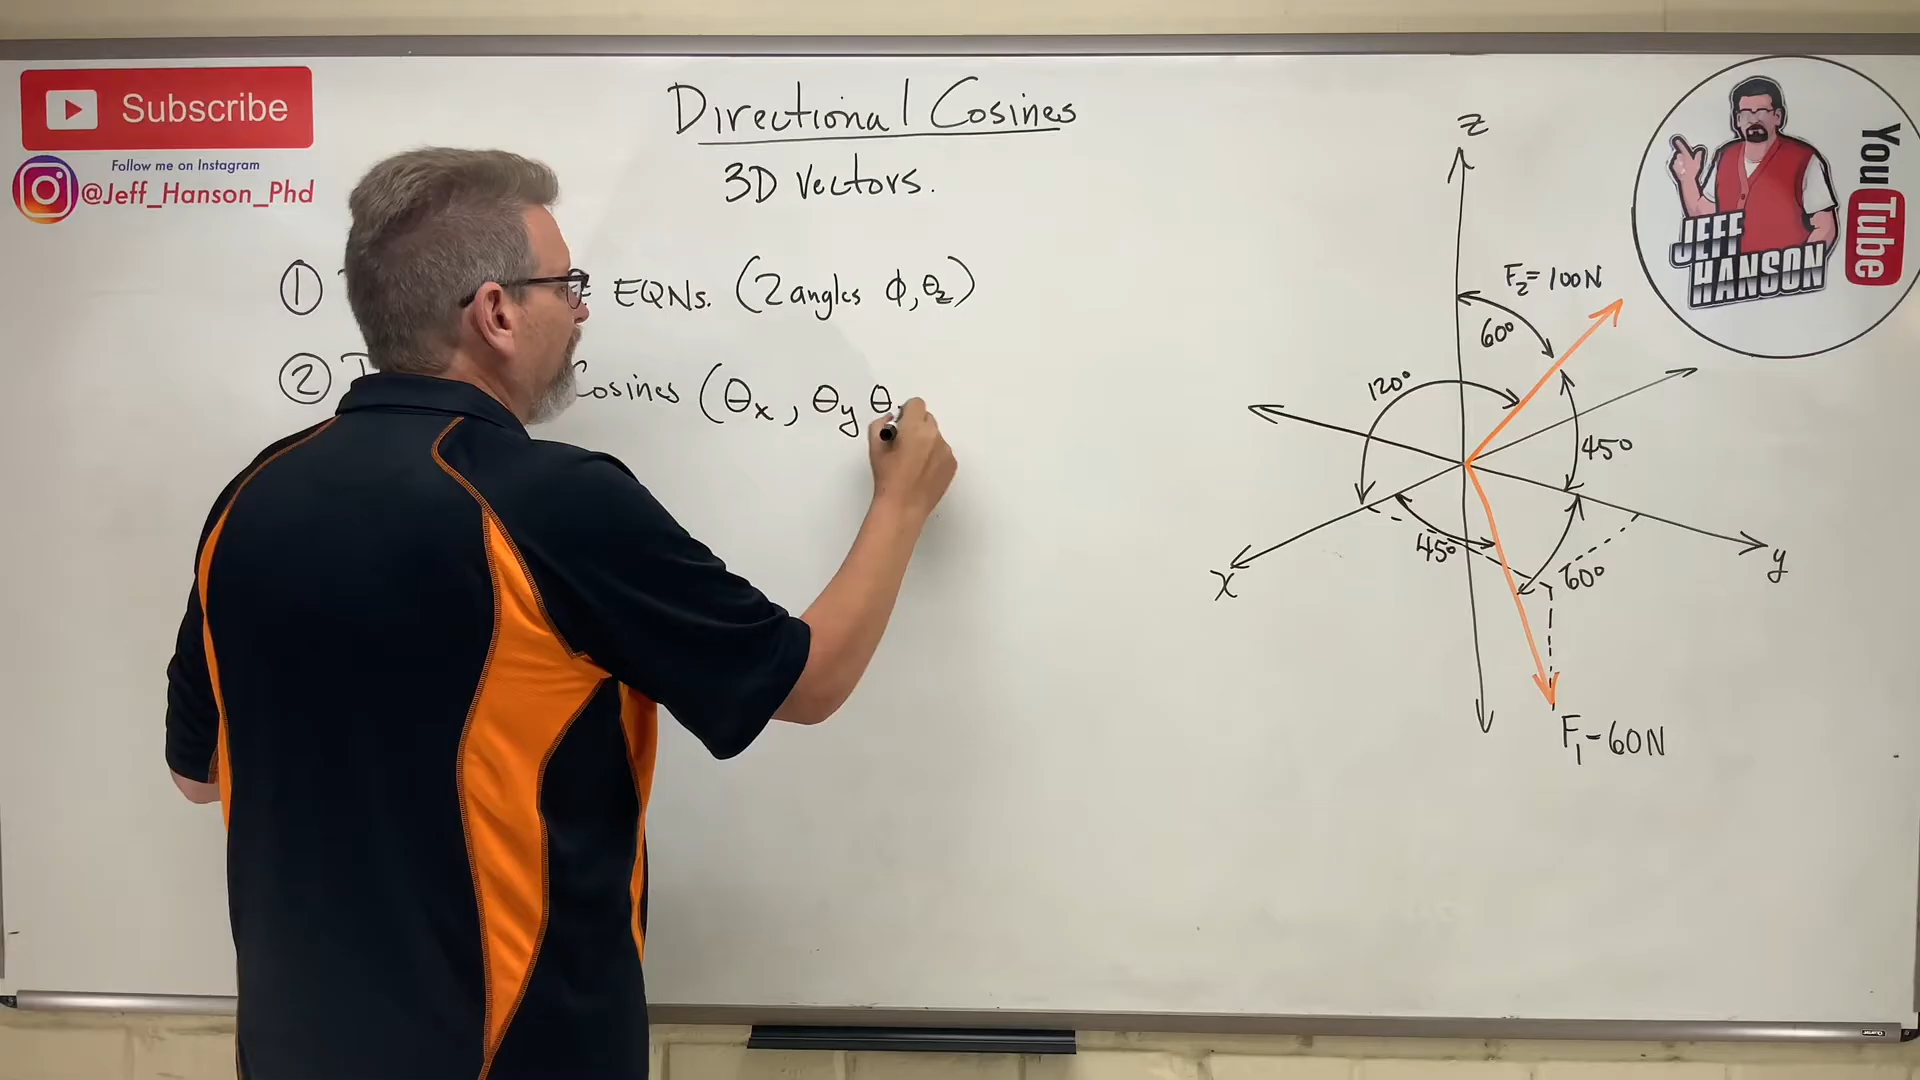 Subscribe
Follow me on Instagram
@Jeff_Hanson_Phd
Directional Cosines
3D Vectors.
① EQNs. (2 angles ϕ, θz)
② Cosines (θx, θy θ
z
F2=100N
60°
120°
45°
45°
60°
x
y
F1-60N
JEFF
HANSON
YouTube